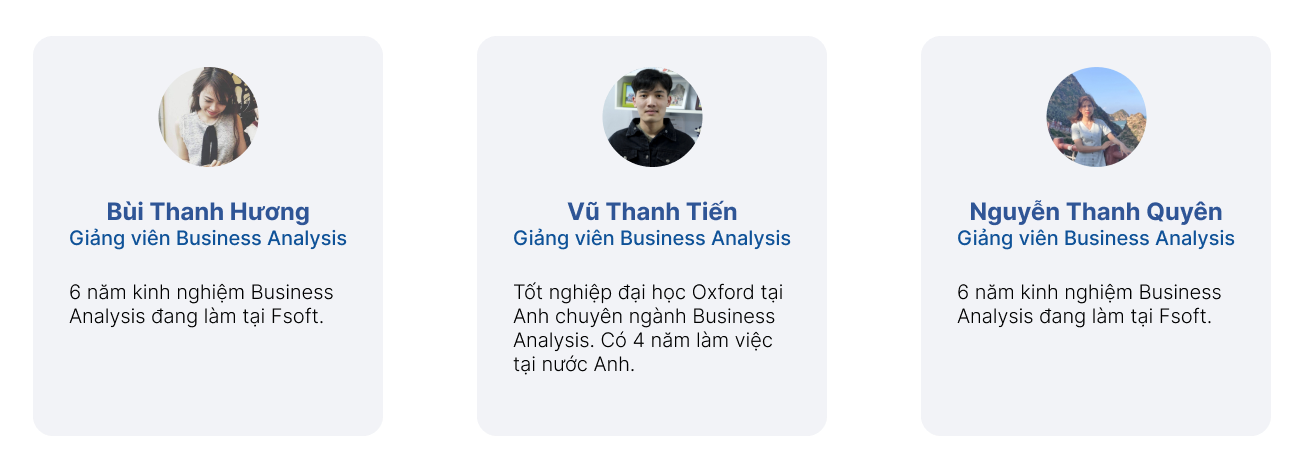 Bùi Thanh Hương
Giảng viên Business Analysis
6 năm kinh nghiệm Business
Analysis đang làm tại Fsoft.
Vũ Thanh Tiến
Giảng viên Business Analysis
Tốt nghiệp đại học Oxford tại
Anh chuyên ngành Business
Analysis. Có 4 năm làm việc
tại nước Anh.
Nguyễn Thanh Quyên
Giảng viên Business Analysis
6 năm kinh nghiệm Business
Analysis đang làm tại Fsoft.